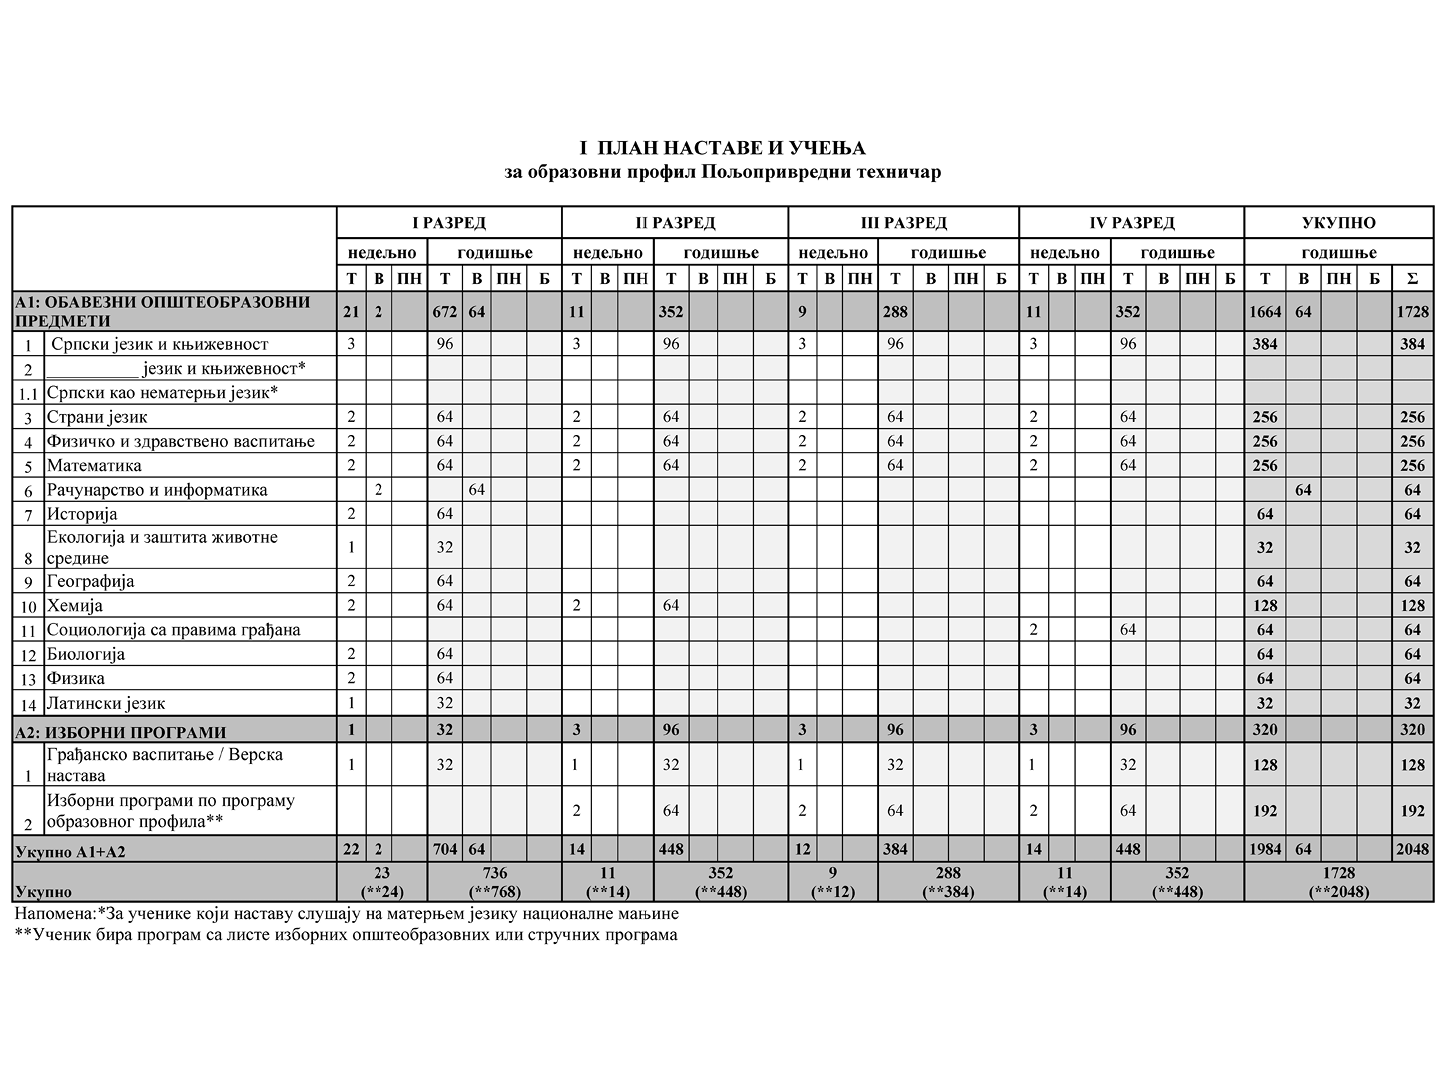 I ПЛАН НАСТАВЕ И УЧЕЊА
за образовни профил Пољопривредни техничар
I РАЗРЕД II РАЗРЕД III РАЗРЕД IV РАЗРЕД УКУПНО
недељно годишње недељно годишње недељно годишње недељно годишње годишње
Т В ПН Т В ПН Б Т В ПН Т В ПН Б Т В ПН Т В ПН Б Т В ПН Т В ПН Б Т В ПН Б Σ
А1: ОБАВЕЗНИ ОПШТЕОБРАЗОВНИ
ПРЕДМЕТИ 21 2 672 64 11 352 9 288 11 352 1664 64 1728
1 Српски језик и књижевност 3 96 3 96 3 96 3 96 384 384
2 __________ језик и књижевност*
1.1 Српски као нематерњи језик*
3 Страни језик 2 64 2 64 2 64 2 64 256 256
4 Физичко и здравствено васпитање 2 64 2 64 2 64 2 64 256 256
5 Математика 2 64 2 64 2 64 2 64 256 256
6 Рачунарство и информатика 2 64 64 64
7 Историја 2 64 64 64
Екологија и заштита животне
8 средине 1 32 32 32
9 Географија 2 64 64 64
10 Хемија 2 64 2 64 128 128
11 Социологија са правима грађана 2 64 64 64
12 Биологија 2 64 64 64
13 Физика 2 64 64 64
14 Латински језик 1 32 32 32
А2: ИЗБОРНИ ПРОГРАМИ 1 32 3 96 3 96 3 96 320 320
Грађанско васпитање / Верска
1 настава 1 32 1 32 1 32 1 32 128 128
Изборни програми по програму
2 образовног профила** 2 64 2 64 2 64 192 192
Укупно А1+А2 22 2 704 64 14 448 12 384 14 448 1984 64 2048
23 736 11 352 9 288 11 352 1728
Укупно (**24) (**768) (**14) (**448) (**12) (**384) (**14) (**448) (**2048)
Напомена:*За ученике који наставу слушају на матерњем језику националне мањине
**Ученик бира програм са листе изборних општеобразовних или стручних програма